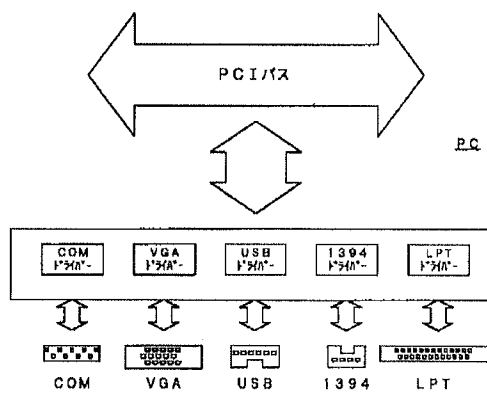 PCIバス
PC
COM VGA USB 1394 LPT
ﾄﾞﾗｲﾊﾞｰ ﾄﾞﾗｲﾊﾞｰ ﾄﾞﾗｲﾊﾞｰ ﾄﾞﾗｲﾊﾞｰ ﾄﾞﾗｲﾊﾞｰ
COM VGA USB 1394 LPT